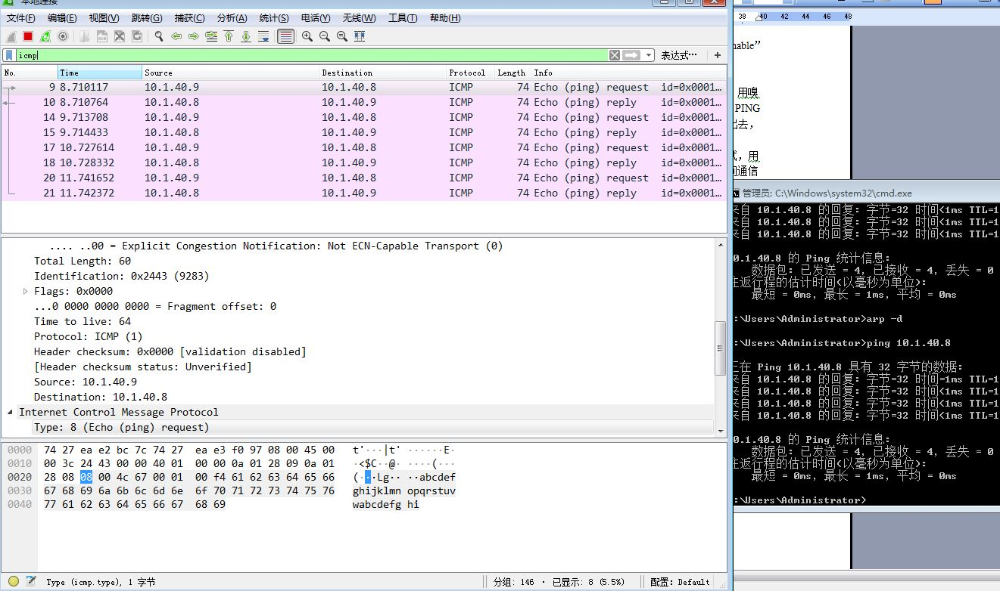 本地连接
文件(F) 编辑(E) 视图(V) 跳转(G) 捕获(C) 分析(A) 统计(S) 电话(Y) 无线(W) 工具(T) 帮助(H)
icmp 表达式… +
No. Time Source Destination Protocol Length Info
9 8.710117 10.1.40.9 10.1.40.8 ICMP 74 Echo (ping) request id=0x0001…
10 8.710764 10.1.40.8 10.1.40.9 ICMP 74 Echo (ping) reply id=0x0001…
14 9.713708 10.1.40.9 10.1.40.8 ICMP 74 Echo (ping) request id=0x0001…
15 9.714433 10.1.40.8 10.1.40.9 ICMP 74 Echo (ping) reply id=0x0001…
17 10.727614 10.1.40.9 10.1.40.8 ICMP 74 Echo (ping) request id=0x0001…
18 10.728332 10.1.40.8 10.1.40.9 ICMP 74 Echo (ping) reply id=0x0001…
20 11.741652 10.1.40.9 10.1.40.8 ICMP 74 Echo (ping) request id=0x0001…
21 11.742372 10.1.40.8 10.1.40.9 ICMP 74 Echo (ping) reply id=0x0001…
.... ..00 = Explicit Congestion Notification: Not ECN-Capable Transport (0)
Total Length: 60
Identification: 0x2443 (9283)
Flags: 0x0000
...0 0000 0000 0000 = Fragment offset: 0
Time to live: 64
Protocol: ICMP (1)
Header checksum: 0x0000 [validation disabled]
[Header checksum status: Unverified]
Source: 10.1.40.9
Destination: 10.1.40.8
Internet Control Message Protocol
Type: 8 (Echo (ping) request)
0000 74 27 ea e2 bc 7c 74 27 ea e3 f0 97 08 00 45 00 t'···|t' ······E·
0010 00 3c 24 43 00 00 40 01 00 00 0a 01 28 09 0a 01 ·<$C··@· ····(···
0020 28 08 08 00 4c 67 00 01 00 f4 61 62 63 64 65 66 (···Lg·· ··abcdef
0030 67 68 69 6a 6b 6c 6d 6e 6f 70 71 72 73 74 75 76 ghijklmn opqrstuv
0040 77 61 62 63 64 65 66 67 68 69 wabcdefg hi
Type (icmp.type), 1 字节 分组: 146 · 已显示: 8 (5.5%) 配置: Default
38 40 42 44 46 48
nable”
用嗅
PING
出去，
式，用
间通信
管理员: C:\Windows\system32\cmd.exe
来自 10.1.40.8 的回复: 字节=32 时间<1ms TTL=1
来自 10.1.40.8 的回复: 字节=32 时间<1ms TTL=1
来自 10.1.40.8 的回复: 字节=32 时间<1ms TTL=1
0.1.40.8 的 Ping 统计信息:
数据包: 已发送 = 4, 已接收 = 4, 丢失 = 0
往返行程的估计时间(以毫秒为单位):
最短 = 0ms, 最长 = 1ms, 平均 = 0ms
:\Users\Administrator>arp -d
:\Users\Administrator>ping 10.1.40.8
正在 Ping 10.1.40.8 具有 32 字节的数据:
来自 10.1.40.8 的回复: 字节=32 时间=1ms TTL=1
来自 10.1.40.8 的回复: 字节=32 时间<1ms TTL=1
来自 10.1.40.8 的回复: 字节=32 时间<1ms TTL=1
来自 10.1.40.8 的回复: 字节=32 时间<1ms TTL=1
0.1.40.8 的 Ping 统计信息:
数据包: 已发送 = 4, 已接收 = 4, 丢失 = 0
往返行程的估计时间(以毫秒为单位):
最短 = 0ms, 最长 = 1ms, 平均 = 0ms
:\Users\Administrator>